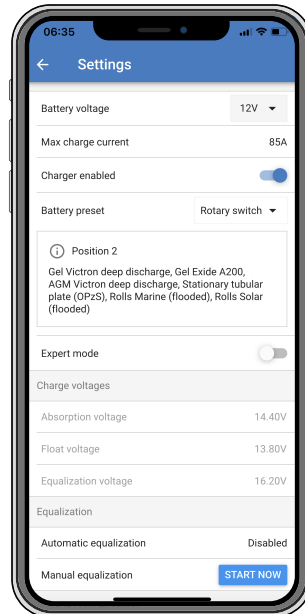 06:35
Settings
Battery voltage 12V
Max charge current 85A
Charger enabled
Battery preset Rotary switch
Position 2
Gel Victron deep discharge, Gel Exide A200,
AGM Victron deep discharge, Stationary tubular
plate (OPzS), Rolls Marine (flooded), Rolls Solar
(flooded)
Expert mode
Charge voltages
Absorption voltage 14.40V
Float voltage 13.80V
Equalization voltage 16.20V
Equalization
Automatic equalization Disabled
Manual equalization START NOW